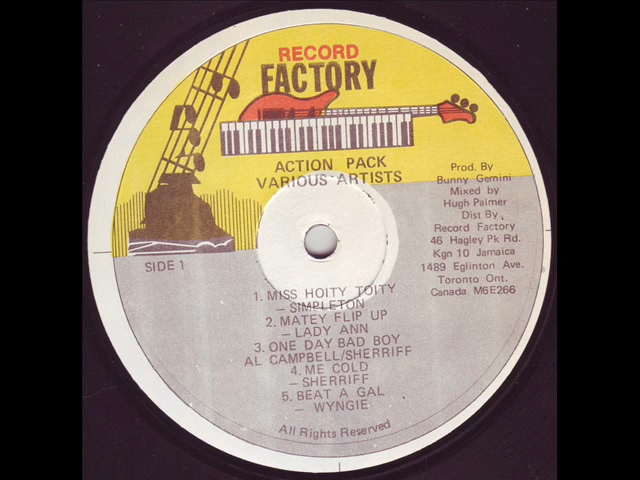 RECORD
FACTORY
ACTION PACK
VARIOUS ARTISTS
Prod. By
Bunny Gemini
Mixed by
Hugh Palmer
Dist By
Record Factory
46 Hagley Pk Rd.
Kgn 10 Jamaica
1489 Eglinton Ave.
Toronto Ont.
Canada M6E266
SIDE 1
1. MISS HOITY TOITY
– SIMPLETON
2. MATEY FLIP UP
– LADY ANN
3. ONE DAY BAD BOY
AL CAMPBELL/SHERRIFF
4. ME COLD
– SHERRIFF
5. BEAT A GAL
– WYNGIE
All Rights Reserved